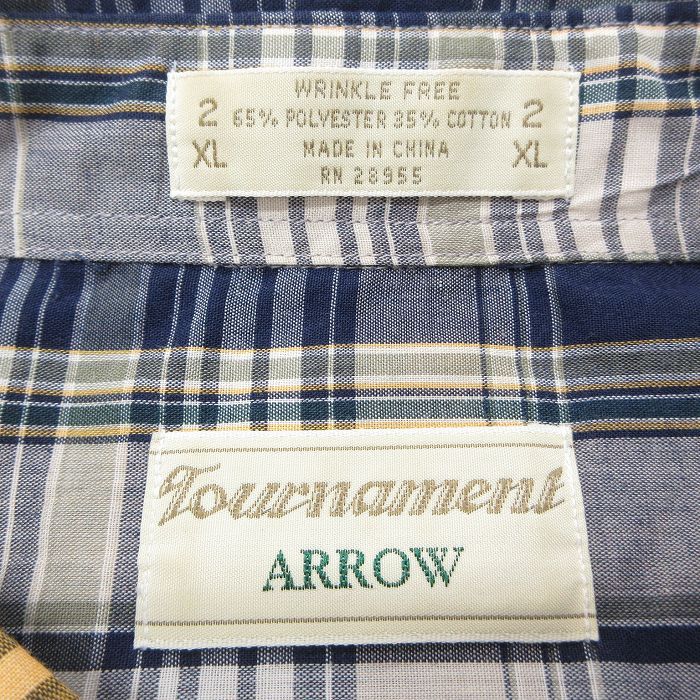 WRINKLE FREE
2 65% POLYESTER 35% COTTON 2
XL MADE IN CHINA XL
RN 28955
Tournament
ARROW